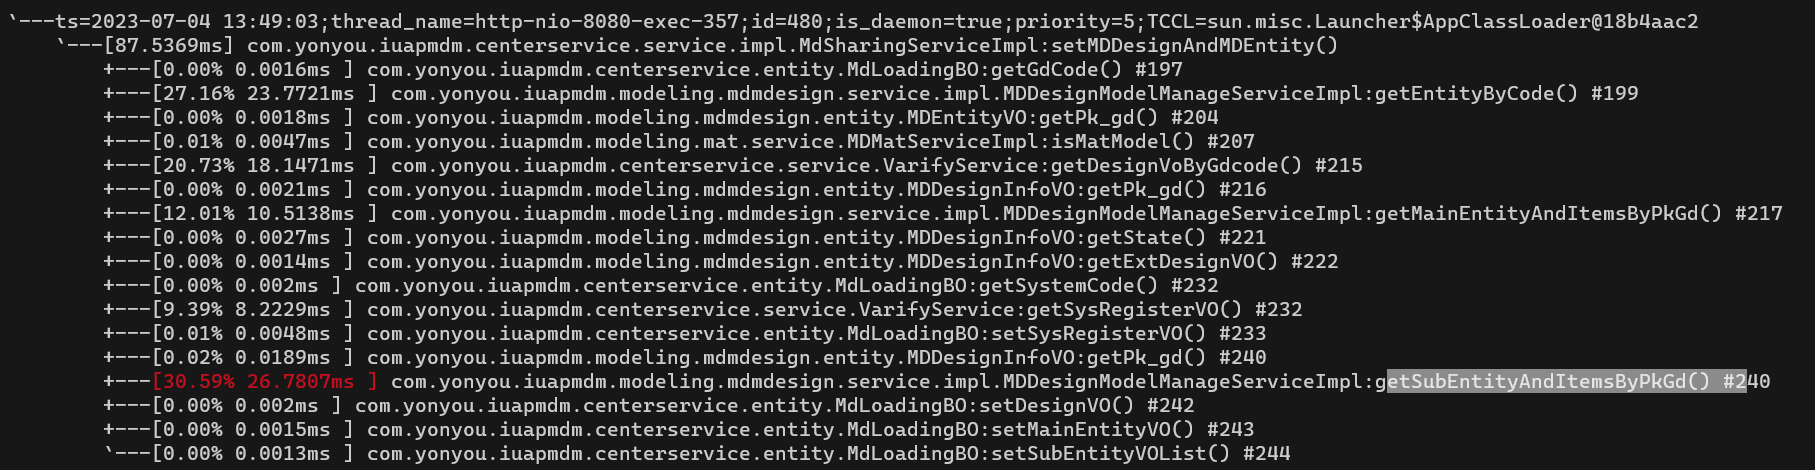 `---ts=2023-07-04 13:49:03;thread_name=http-nio-8080-exec-357;id=480;is_daemon=true;priority=5;TCCL=sun.misc.Launcher$AppClassLoader@18b4aac2
`---[87.5369ms] com.yonyou.iuapmdm.centerservice.service.impl.MdSharingServiceImpl:setMDDesignAndMDEntity()
+---[0.00% 0.0016ms ] com.yonyou.iuapmdm.centerservice.entity.MdLoadingBO:getGdCode() #197
+---[27.16% 23.7721ms ] com.yonyou.iuapmdm.modeling.mdmdesign.service.impl.MDDesignModelManageServiceImpl:getEntityByCode() #199
+---[0.00% 0.0018ms ] com.yonyou.iuapmdm.modeling.mdmdesign.entity.MDEntityVO:getPk_gd() #204
+---[0.01% 0.0047ms ] com.yonyou.iuapmdm.modeling.mat.service.MDMatServiceImpl:isMatModel() #207
+---[20.73% 18.1471ms ] com.yonyou.iuapmdm.centerservice.service.VarifyService:getDesignVoByGdcode() #215
+---[0.00% 0.0021ms ] com.yonyou.iuapmdm.modeling.mdmdesign.entity.MDDesignInfoVO:getPk_gd() #216
+---[12.01% 10.5138ms ] com.yonyou.iuapmdm.modeling.mdmdesign.service.impl.MDDesignModelManageServiceImpl:getMainEntityAndItemsByPkGd() #217
+---[0.00% 0.0027ms ] com.yonyou.iuapmdm.modeling.mdmdesign.entity.MDDesignInfoVO:getState() #221
+---[0.00% 0.0014ms ] com.yonyou.iuapmdm.modeling.mdmdesign.entity.MDDesignInfoVO:getExtDesignVO() #222
+---[0.00% 0.002ms ] com.yonyou.iuapmdm.centerservice.entity.MdLoadingBO:getSystemCode() #232
+---[9.39% 8.2229ms ] com.yonyou.iuapmdm.centerservice.service.VarifyService:getSysRegisterVO() #232
+---[0.01% 0.0048ms ] com.yonyou.iuapmdm.centerservice.entity.MdLoadingBO:setSysRegisterVO() #233
+---[0.02% 0.0189ms ] com.yonyou.iuapmdm.modeling.mdmdesign.entity.MDDesignInfoVO:getPk_gd() #240
+---[30.59% 26.7807ms ] com.yonyou.iuapmdm.modeling.mdmdesign.service.impl.MDDesignModelManageServiceImpl:getSubEntityAndItemsByPkGd() #240
+---[0.00% 0.002ms ] com.yonyou.iuapmdm.centerservice.entity.MdLoadingBO:setDesignVO() #242
+---[0.00% 0.0015ms ] com.yonyou.iuapmdm.centerservice.entity.MdLoadingBO:setMainEntityVO() #243
`---[0.00% 0.0013ms ] com.yonyou.iuapmdm.centerservice.entity.MdLoadingBO:setSubEntityVOList() #244